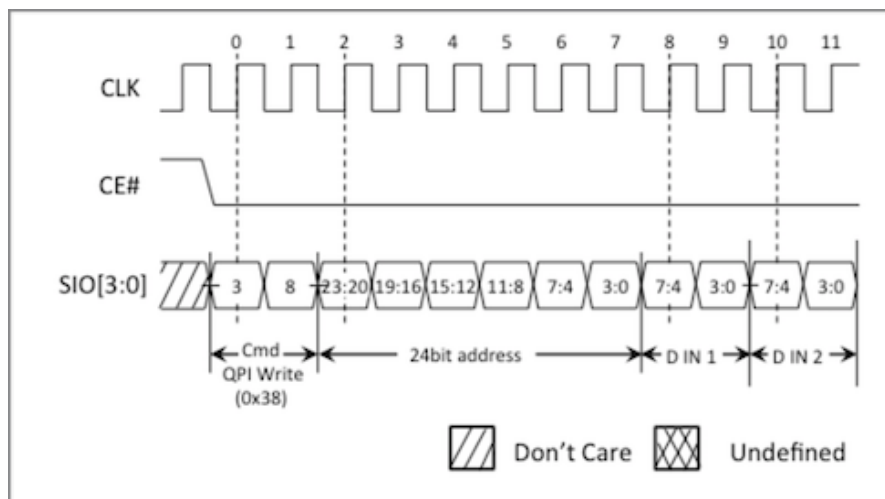 0 1 2 3 4 5 6 7 8 9 10 11
CLK
CE#
SIO[3:0] 3 8 23:20 19:16 15:12 11:8 7:4 3:0 7:4 3:0 7:4 3:0
Cmd 24bit address D IN 1 D IN 2
QPI Write
(0x38)
Don't Care Undefined